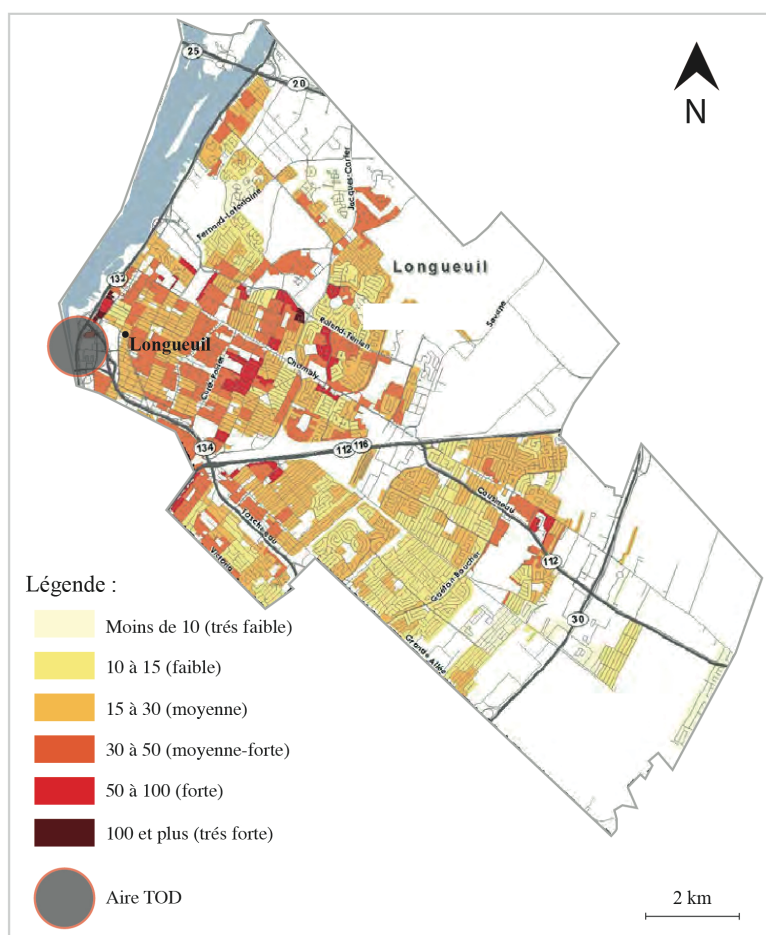 N
25
20
Jacques-Cartier
Fernand-Lafontaine
Longueuil
132
Savane
Roland-Therrien
Longueuil
Chambly
Curé-Poirier
134
112
116
Cousineau
Taschereau
Victoria
112
Gaétan Boucher
30
Grande Allée
Légende :
Moins de 10 (trés faible)
10 à 15 (faible)
15 à 30 (moyenne)
30 à 50 (moyenne-forte)
50 à 100 (forte)
100 et plus (trés forte)
Aire TOD
2 km